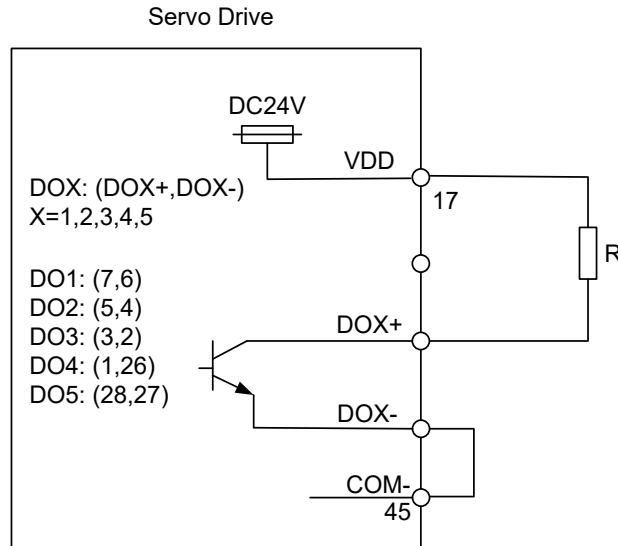 Servo Drive
DC24V
VDD
17
DOX: (DOX+,DOX-)
X=1,2,3,4,5
R
DO1: (7,6)
DO2: (5,4)
DO3: (3,2)
DO4: (1,26)
DO5: (28,27)
DOX+
DOX-
COM-
45